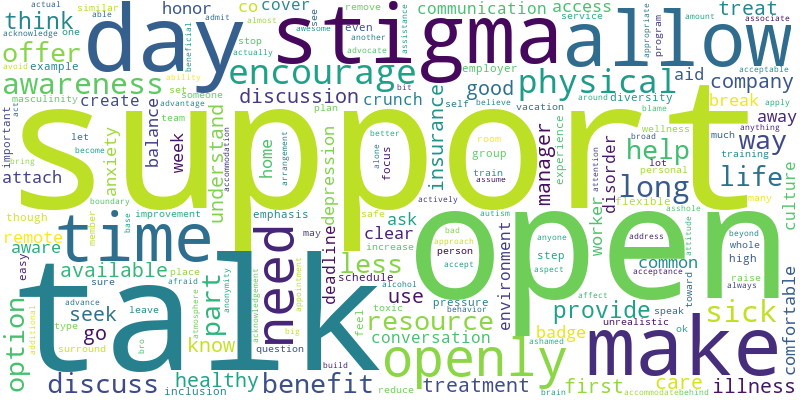 able
actual
similar
admit
almost
acknowledge
one
think
offer
example
stop
actually
avoid
beneficial
honor
co
cover
awesome
even
another
see
remove
advocate
assistance
bit
communication
access
service
program
amount
treat
appropriate
associate
day
stigma
allow
awareness
encourage
physical
ability
employer
acceptable
masculinity
create
set
someone
advantage
discussion
crunch
good
aid
company
self
believe
vacation
around
diversity
break
away
blame
apply
important
act
bring
let
become
attach
balance
week
team
anxiety
understand
accommodation
home
arrangement
plan
alone
focus
better
depression
insurance
group
train
assume
room
manager
experience
disorder
attention
wellness
broad
much
anything
way
help
lot
training
personal
long
life
flexible
many
culture
support
boundary
though
improvement
remote
member
base
emphasis
may
safe
actively
autism
asshole
worker
attitude
time
need
open
aware
available
place
afraid
easy
sure
advance
leave
seek
option
additional
type
go
surround
bro
part
know
atmosphere
acknowledgement
anonymity
appointment
big
question
less
schedule
deadline
ask
clear
increase
alcohol
use
feel
toxic
pressure
behavior
bad
approach
person
accept
anyone
step
aspect
environment
affect
address
common
acceptance
toward
beyond
whole
high
raise
always
comfortable
provide
unrealistic
speak
ok
sick
talk
resource
conversation
badge
ashamed
make
openly
discuss
inclusion
healthy
benefit
build
reduce
treatment
brain
first
accommodate
behind
care
illness